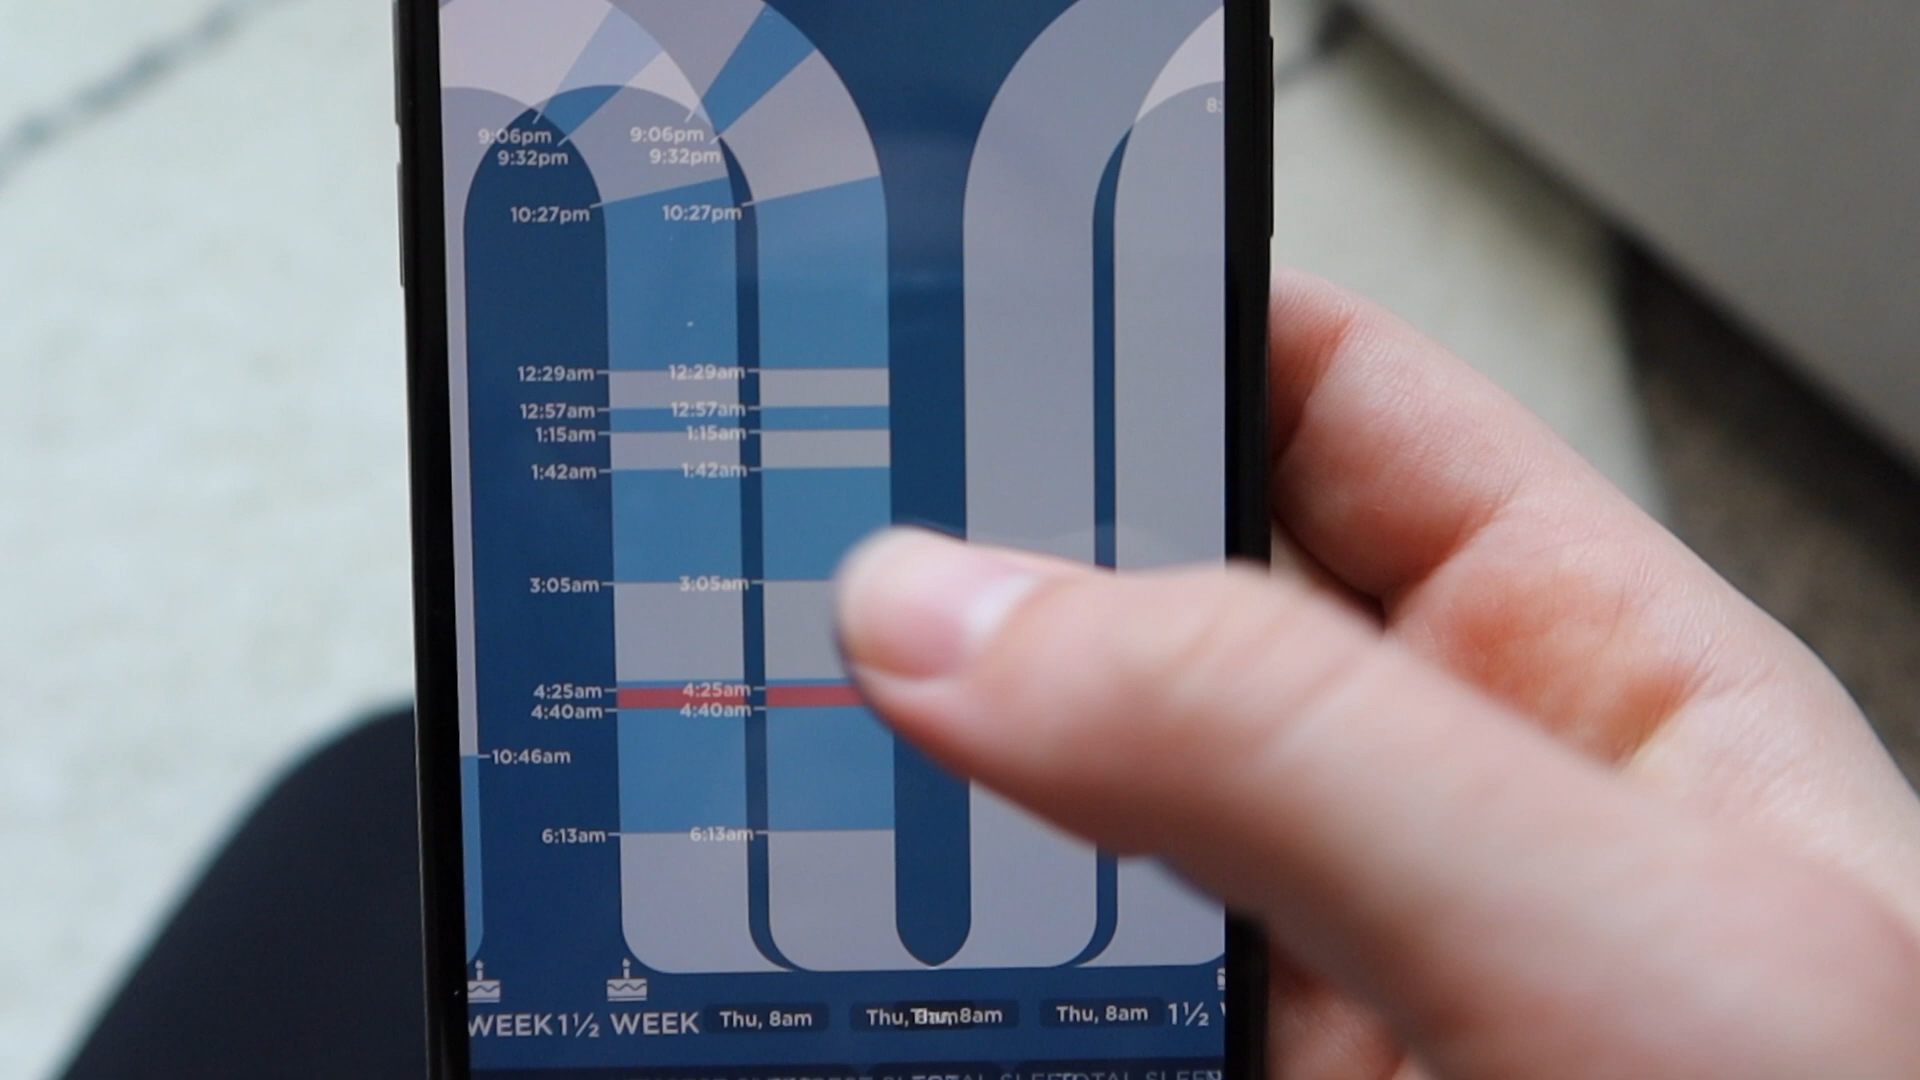 8:
9:06pm 9:06pm
9:32pm 9:32pm
10:27pm 10:27pm
12:29am 12:29am
12:57am 12:57am
1:15am 1:15am
1:42am 1:42am
3:05am 3:05am
4:25am 4:25am
4:40am 4:40am
10:46am
6:13am 6:13am
WEEK 1½ WEEK Thu, 8am Thu, 8am Thu, 8am Thu, 8am 1½